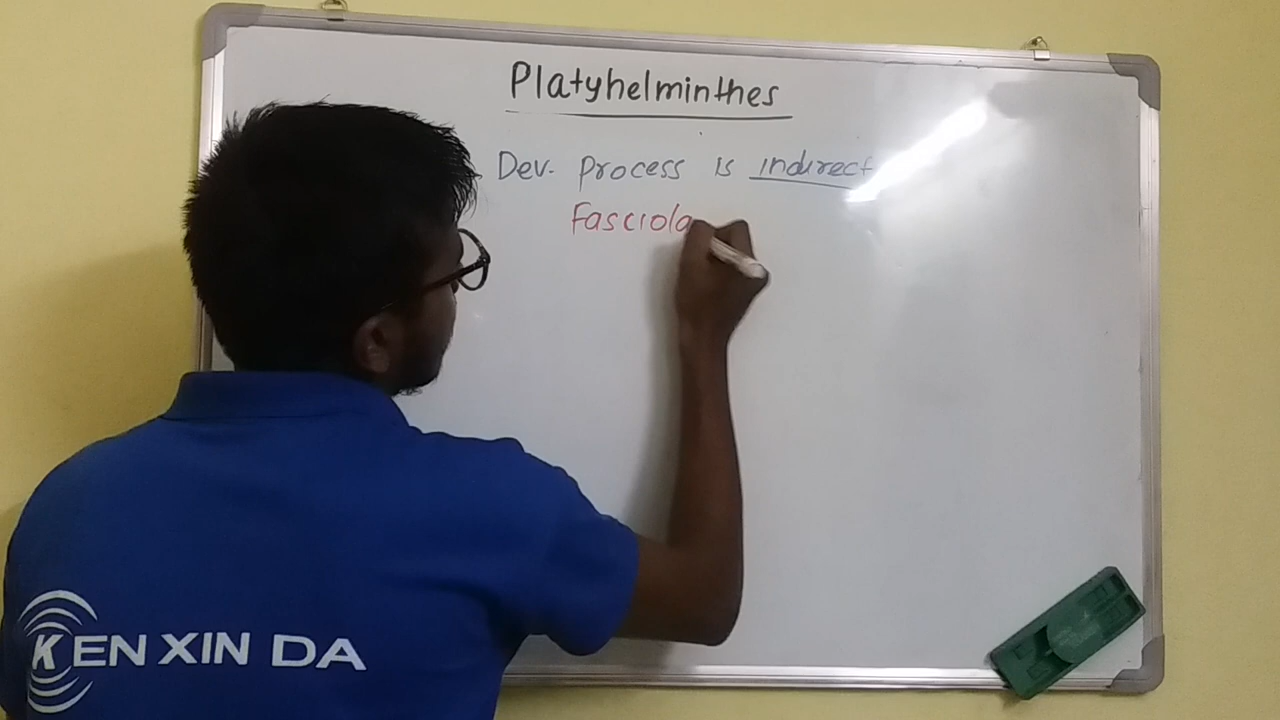 Platyhelminthes
Dev. process is indirect
Fasciola
KEN XIN DA